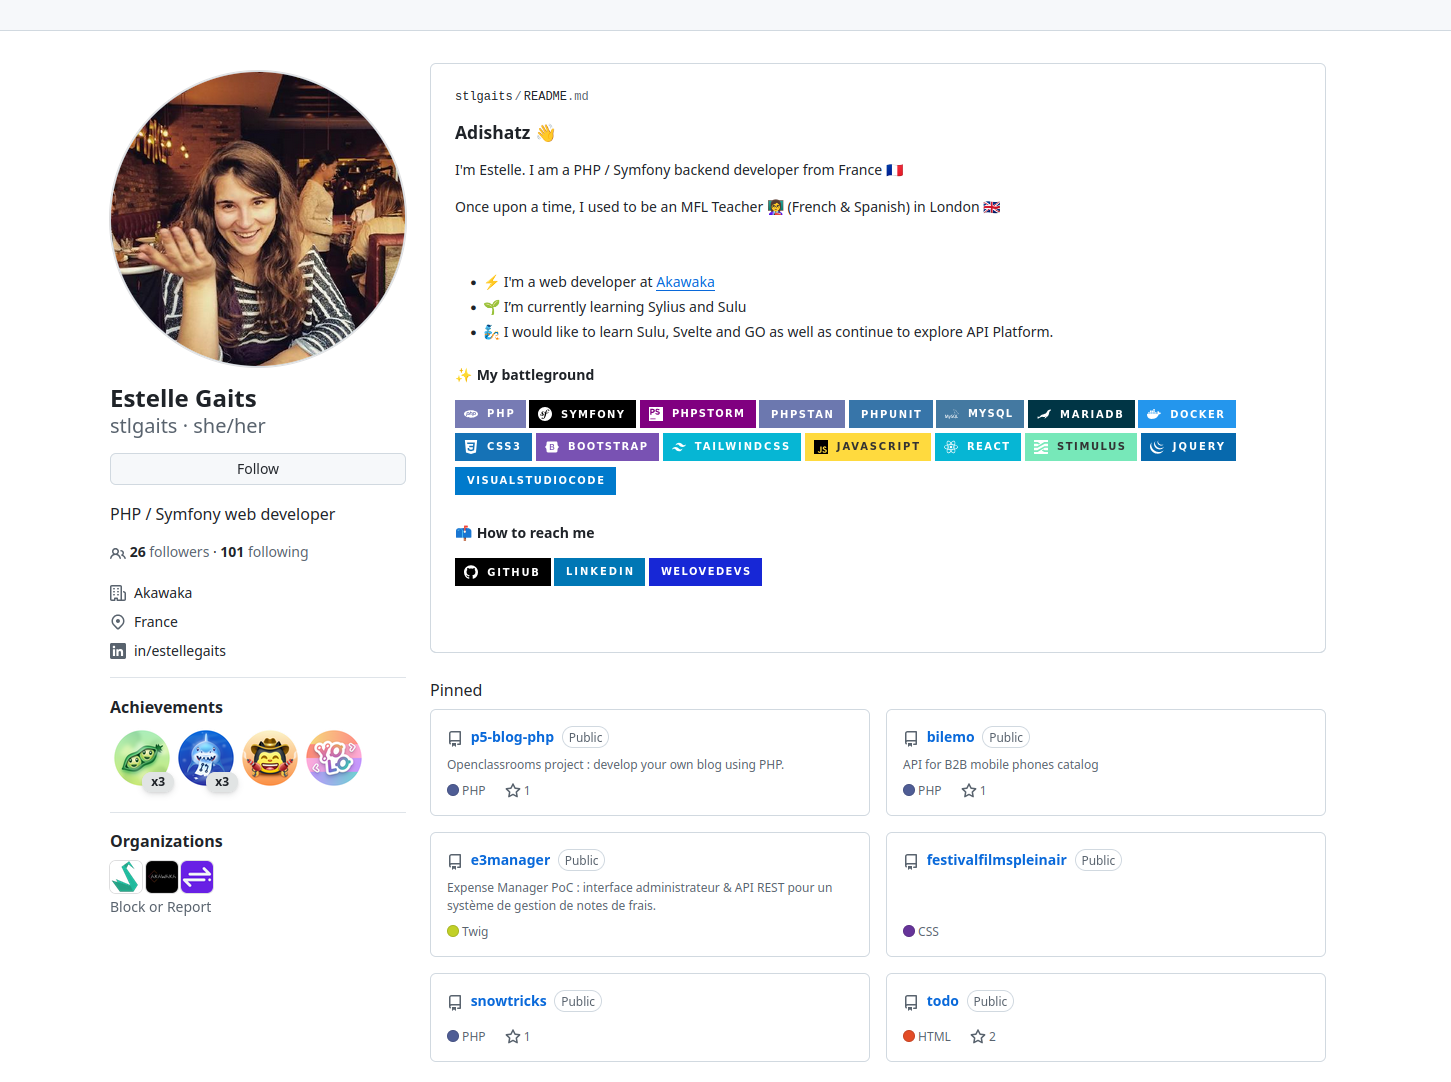 stlgaits/README.md
Adishatz 👋
I'm Estelle. I am a PHP / Symfony backend developer from France 🇫🇷
Once upon a time, I used to be an MFL Teacher 👩‍🏫 (French & Spanish) in London 🇬🇧
⚡ I'm a web developer at Akawaka
🌱 I'm currently learning Sylius and Sulu
🧞‍♂️ I would like to learn Sulu, Svelte and GO as well as continue to explore API Platform.
✨ My battleground
PHP SYMFONY PS PHPSTORM PHPSTAN PHPUNIT MySQL MYSQL MARIADB DOCKER
CSS3 B BOOTSTRAP TAILWINDCSS JS JAVASCRIPT REACT STIMULUS JQUERY
VISUALSTUDIOCODE
📫 How to reach me
GITHUB LINKEDIN WELOVEDEVS
Estelle Gaits
stlgaits · she/her
Follow
PHP / Symfony web developer
26 followers · 101 following
Akawaka
France
in/estellegaits
Achievements
x3 x3 YOLO
Organizations
Block or Report
Pinned
p5-blog-php Public
Openclassrooms project : develop your own blog using PHP.
PHP 1
bilemo Public
API for B2B mobile phones catalog
PHP 1
e3manager Public
Expense Manager PoC : interface administrateur & API REST pour un
système de gestion de notes de frais.
Twig
festivalfilmspleinair Public
CSS
snowtricks Public
PHP 1
todo Public
HTML 2